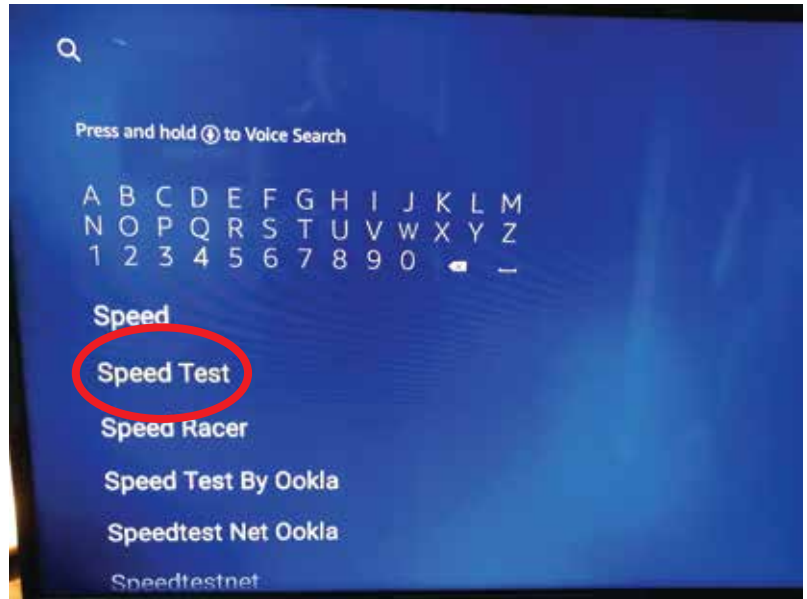 Press and hold to Voice Search
A B C D E F G H I J K L M
N O P Q R S T U V W X Y Z
1 2 3 4 5 6 7 8 9 0
Speed
Speed Test
Speed Racer
Speed Test By Ookla
Speedtest Net Ookla
Speedtestnet